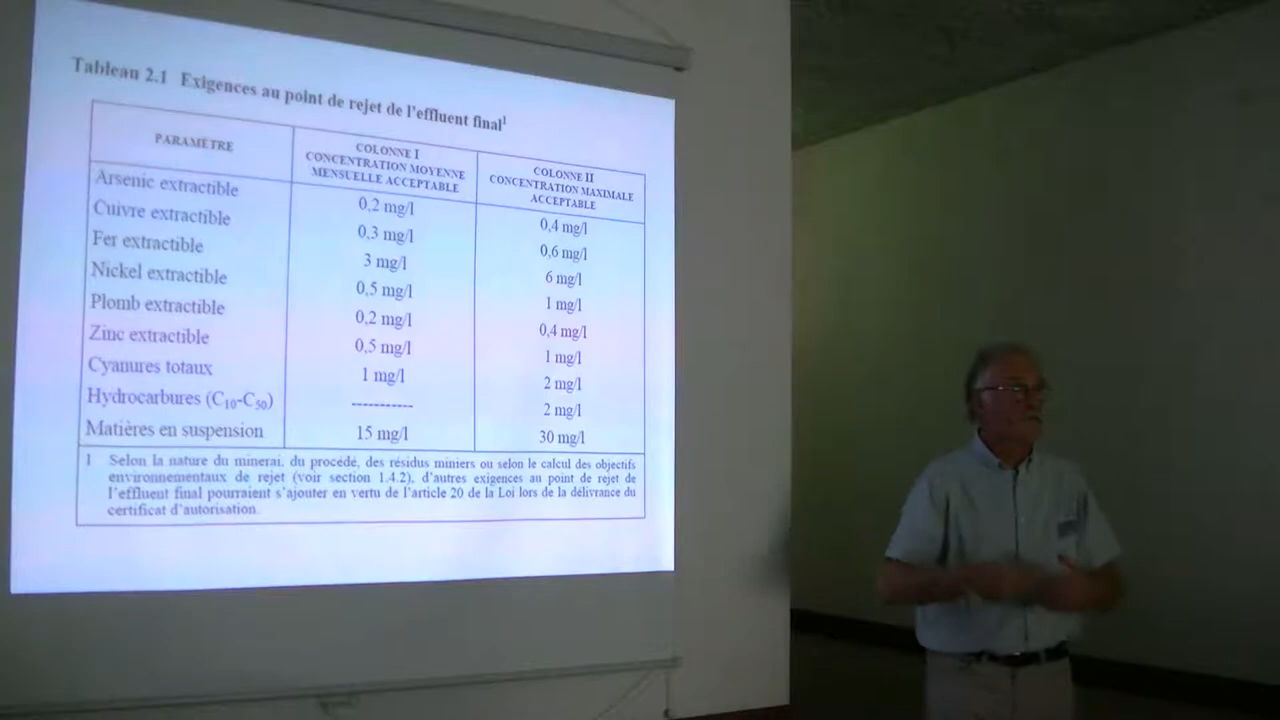 Tableau 2.1 Exigences au point de rejet de l'effluent final¹
PARAMÈTRE
COLONNE I
CONCENTRATION MOYENNE
MENSUELLE ACCEPTABLE
COLONNE II
CONCENTRATION MAXIMALE
ACCEPTABLE
Arsenic extractible 0,2 mg/l 0,4 mg/l
Cuivre extractible 0,3 mg/l 0,6 mg/l
Fer extractible 3 mg/l 6 mg/l
Nickel extractible 0,5 mg/l 1 mg/l
Plomb extractible 0,2 mg/l 0,4 mg/l
Zinc extractible 0,5 mg/l 1 mg/l
Cyanures totaux 1 mg/l 2 mg/l
Hydrocarbures (C₁₀-C₅₀) ----------- 2 mg/l
Matières en suspension 15 mg/l 30 mg/l
1 Selon la nature du minerai, du procédé, des résidus miniers ou selon le calcul des objectifs
environnementaux de rejet (voir section 1.4.2), d'autres exigences au point de rejet de
l'effluent final pourraient s'ajouter en vertu de l'article 20 de la Loi lors de la délivrance du
certificat d'autorisation.